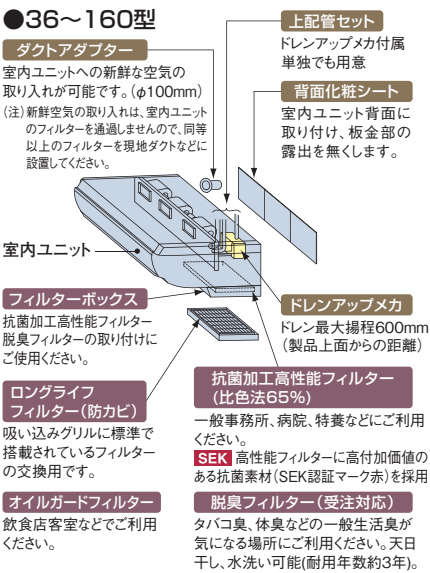 ●36〜160型
ダクトアダプター
室内ユニットへの新鮮な空気の
取り入れが可能です。(φ100mm)
(注)新鮮空気の取り入れは、室内ユニット
のフィルターを通過しませんので、同等
以上のフィルターを現地ダクトなどに
設置してください。
上配管セット
ドレンアップメカ付属
単独でも用意
背面化粧シート
室内ユニット背面に
取り付け、板金部の
露出を無くします。
室内ユニット
フィルターボックス
抗菌加工高性能フィルター
脱臭フィルターの取り付けに
ご使用ください。
ドレンアップメカ
ドレン最大揚程600mm
(製品上面からの距離)
ロングライフ
フィルター(防カビ)
吸い込みグリルに標準で
搭載されているフィルター
の交換用です。
抗菌加工高性能フィルター
(比色法65%)
一般事務所、病院、特養などにご利用
ください。
SEK 高性能フィルターに高付加価値の
ある抗菌素材(SEK認証マーク赤)を採用
オイルガードフィルター
飲食店客室などでご利用
ください。
脱臭フィルター(受注対応)
タバコ臭、体臭などの一般生活臭が
気になる場所にご利用ください。天日
干し、水洗い可能(耐用年数約3年)。